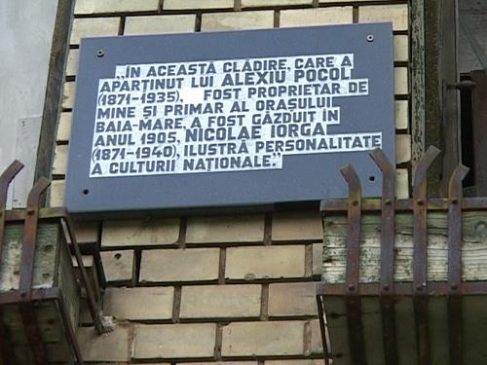 „ÎN ACEASTĂ CLĂDIRE, CARE A
APARȚINUT LUI ALEXIU POCOL
(1871-1935), FOST PROPRIETAR DE
MINE ȘI PRIMAR AL ORAȘULUI
BAIA-MARE, A FOST GĂZDUIT ÎN
ANUL 1905, NICOLAE IORGA
(1871-1940), ILUSTRĂ PERSONALITATE
A CULTURII NAȚIONALE.”